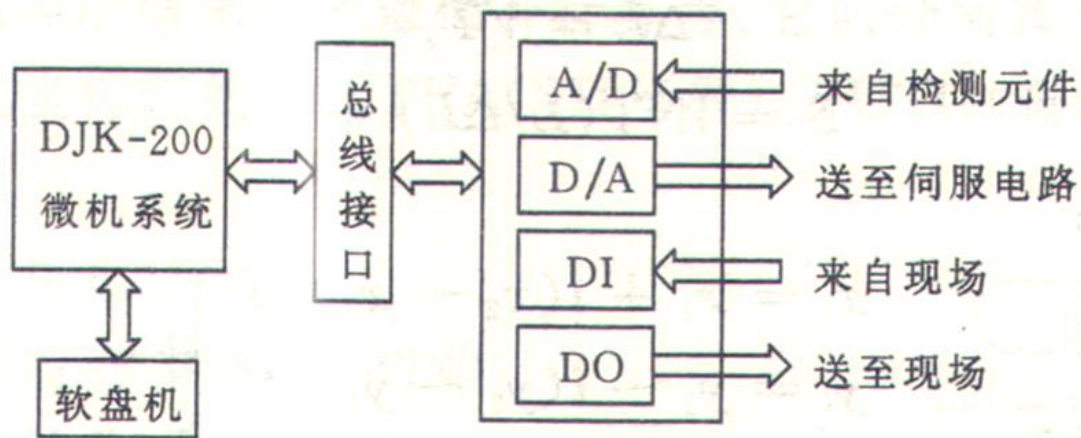 DJK-200
微机系统
软盘机
总线接口
A/D
来自检测元件
D/A
送至伺服电路
DI
来自现场
DO
送至现场